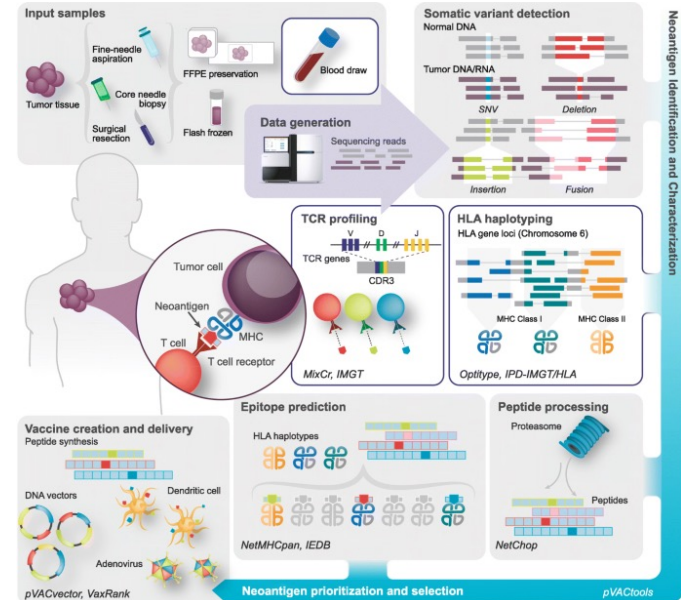 Input samples
Fine-needle
aspiration
Tumor tissue
Core needle
biopsy
Surgical
resection
FFPE preservation
Flash frozen
Blood draw
Data generation
Sequencing reads
Somatic variant detection
Normal DNA
Tumor DNA/RNA
SNV
Deletion
Insertion
Fusion
Neoantigen Identification and Characterization
Tumor cell
Neoantigen
MHC
T cell
T cell receptor
TCR profiling
V D J
TCR genes
CDR3
MixCr, IMGT
HLA haplotyping
HLA gene loci (Chromosome 6)
MHC Class I
MHC Class II
Optitype, IPD-IMGT/HLA
Vaccine creation and delivery
Peptide synthesis
DNA vectors
Dendritic cell
Adenovirus
pVACvector, VaxRank
Epitope prediction
HLA haplotypes
NetMHCpan, IEDB
Peptide processing
Proteasome
Peptides
NetChop
Neoantigen prioritization and selection
pVACtools